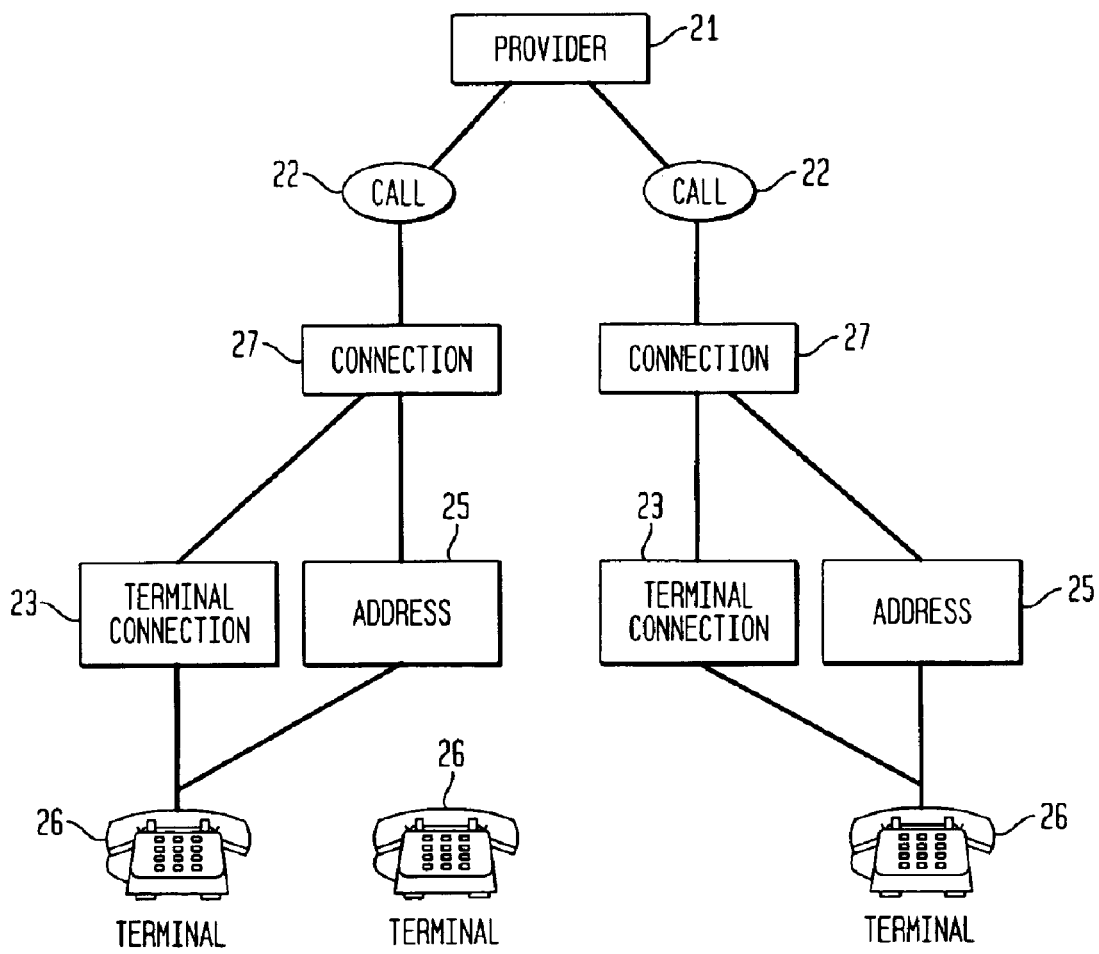 PROVIDER
21
22
CALL
CALL
22
27
CONNECTION
CONNECTION
27
25
23
23
TERMINAL
CONNECTION
ADDRESS
TERMINAL
CONNECTION
ADDRESS
25
26
26
26
TERMINAL
TERMINAL
TERMINAL